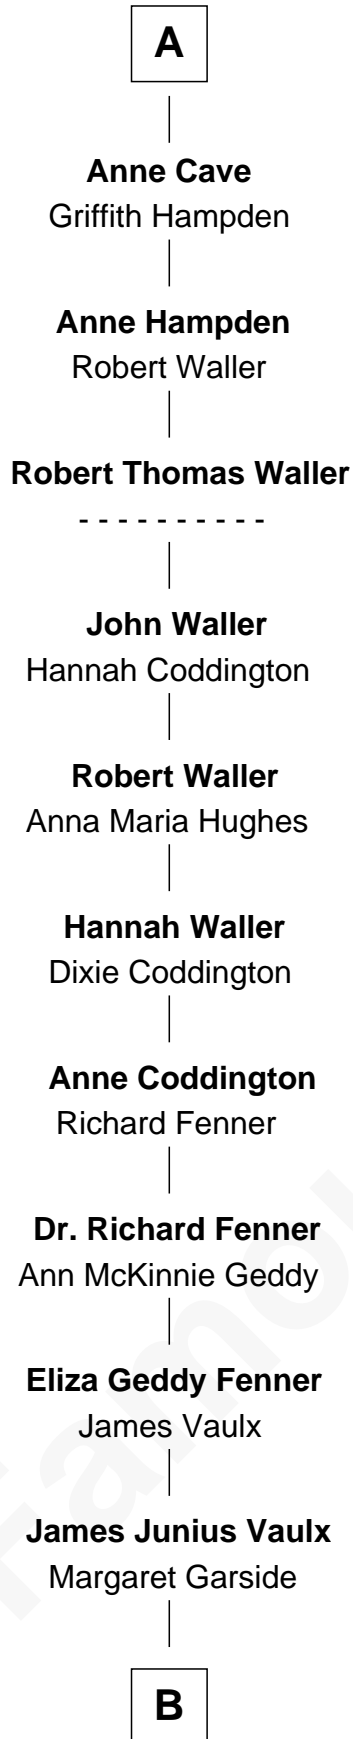 A
Anne Cave
Griffith Hampden
Anne Hampden
Robert Waller
Robert Thomas Waller
- - - - - - - - - -
John Waller
Hannah Coddington
Robert Waller
Anna Maria Hughes
Hannah Waller
Dixie Coddington
Anne Coddington
Richard Fenner
Dr. Richard Fenner
Ann McKinnie Geddy
Eliza Geddy Fenner
James Vaulx
James Junius Vaulx
Margaret Garside
B